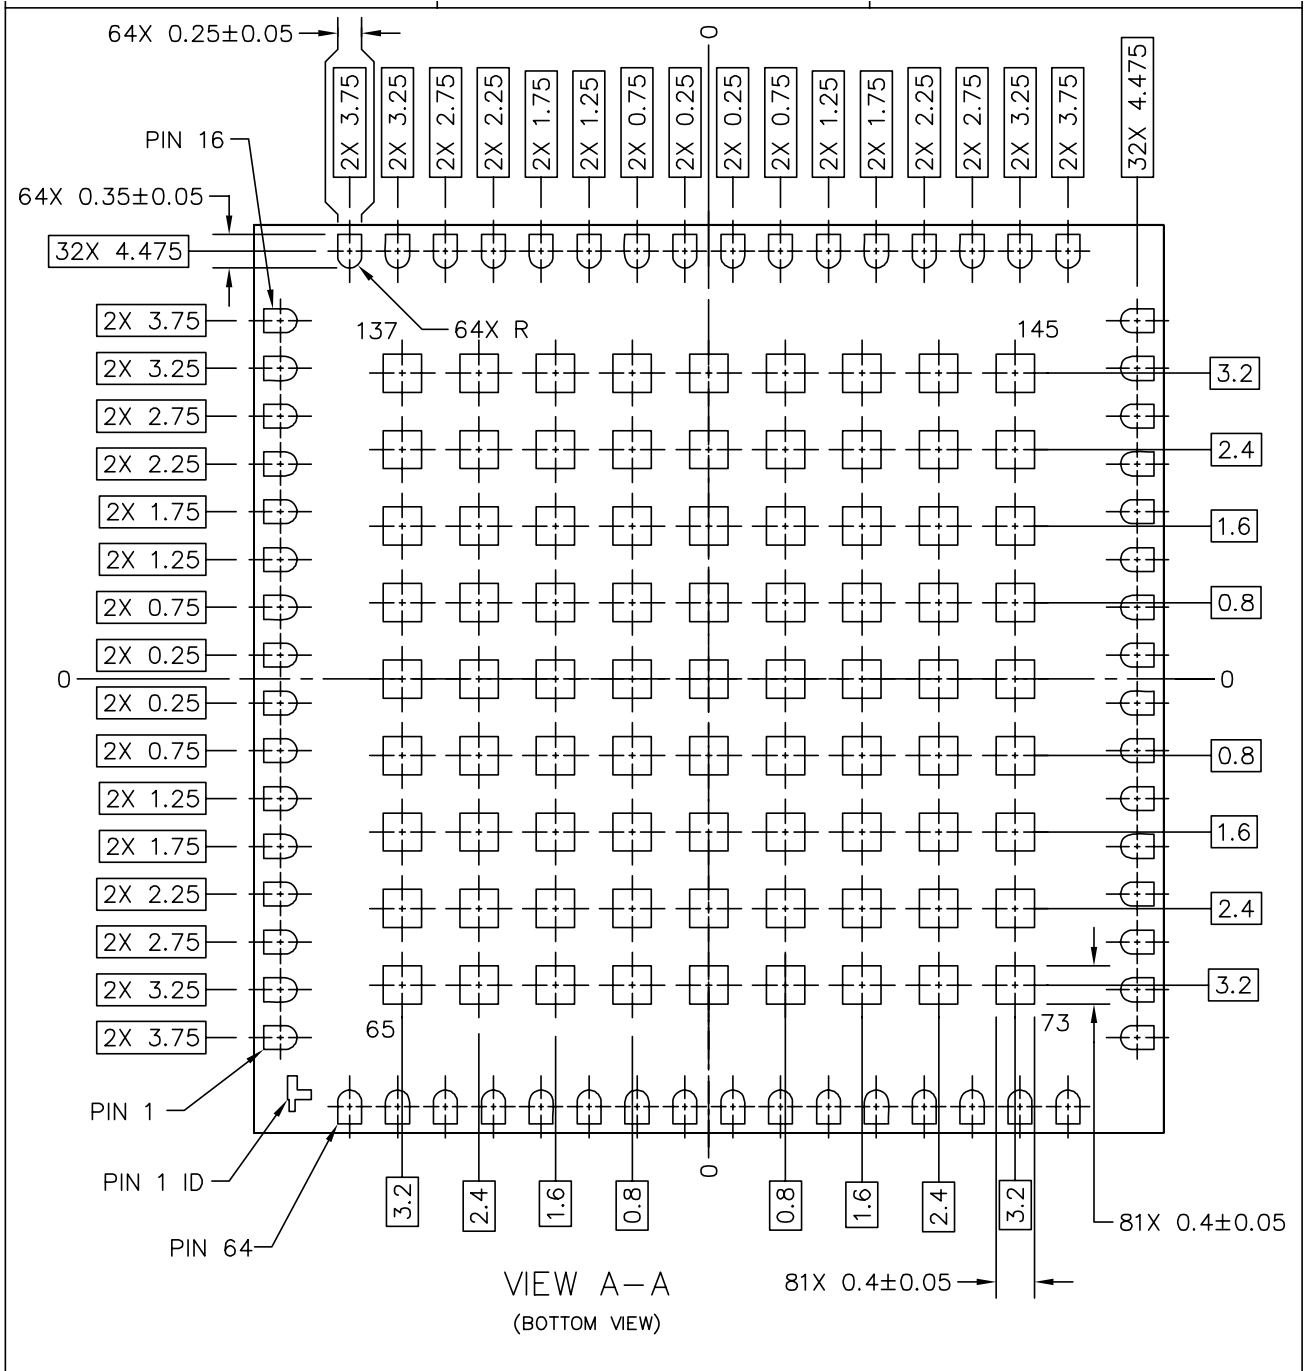 64X 0.25±0.05
0
2X 3.75
2X 3.25
2X 2.75
2X 2.25
2X 1.75
2X 1.25
2X 0.75
2X 0.25
2X 0.25
2X 0.75
2X 1.25
2X 1.75
2X 2.25
2X 2.75
2X 3.25
2X 3.75
32X 4.475
PIN 16
64X 0.35±0.05
32X 4.475
2X 3.75
137
64X R
145
2X 3.25
3.2
2X 2.75
2X 2.25
2.4
2X 1.75
1.6
2X 1.25
2X 0.75
0.8
2X 0.25
0
0
2X 0.25
2X 0.75
0.8
2X 1.25
2X 1.75
1.6
2X 2.25
2.4
2X 2.75
2X 3.25
3.2
2X 3.75
65
73
PIN 1
PIN 1 ID
0
3.2
2.4
1.6
0.8
0.8
1.6
2.4
3.2
81X 0.4±0.05
PIN 64
81X 0.4±0.05
VIEW A-A
(BOTTOM VIEW)